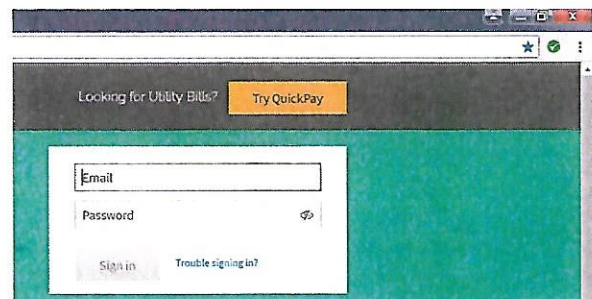 Looking for Utility Bills? Try QuickPay
Email
Password
Sign in Trouble signing in?